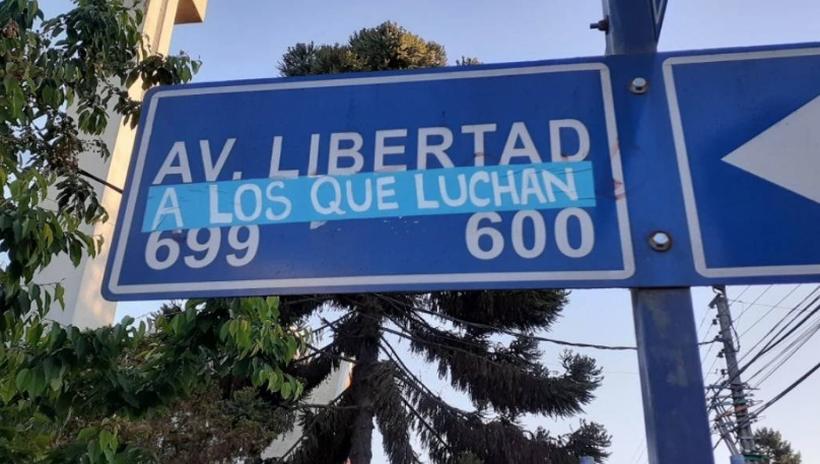 AV. LIBERTAD
A LOS QUE LUCHAN
699 600